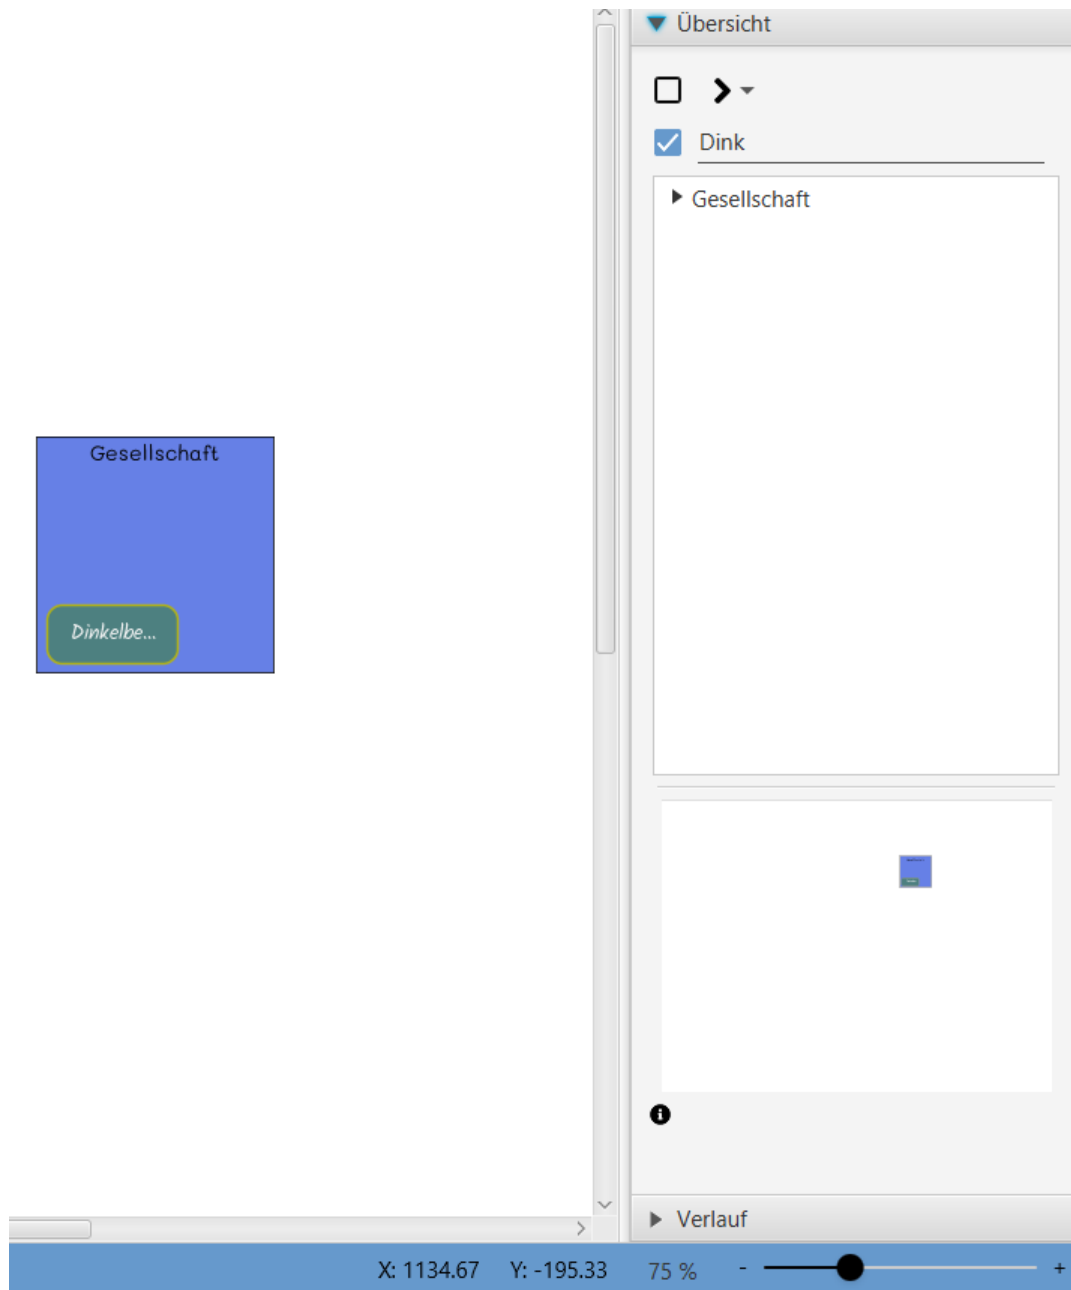 Übersicht
Dink
Gesellschaft
Gesellschaft
Dinkelbe...
Verlauf
X: 1134.67 Y: -195.33 75 % - +